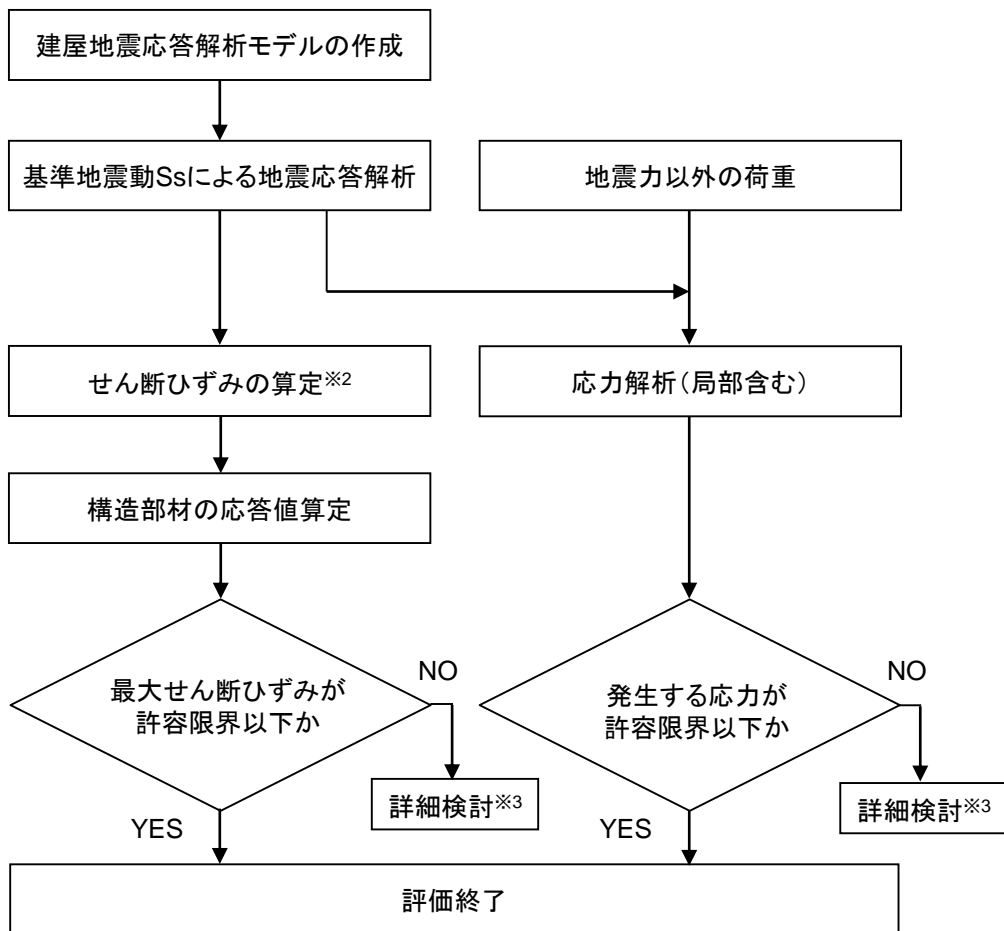 建屋地震応答解析モデルの作成
基準地震動Ssによる地震応答解析
地震力以外の荷重
せん断ひずみの算定※2
応力解析(局部含む)
構造部材の応答値算定
最大せん断ひずみが
許容限界以下か
NO
発生する応力が
許容限界以下か
NO
詳細検討※3
詳細検討※3
YES
YES
評価終了